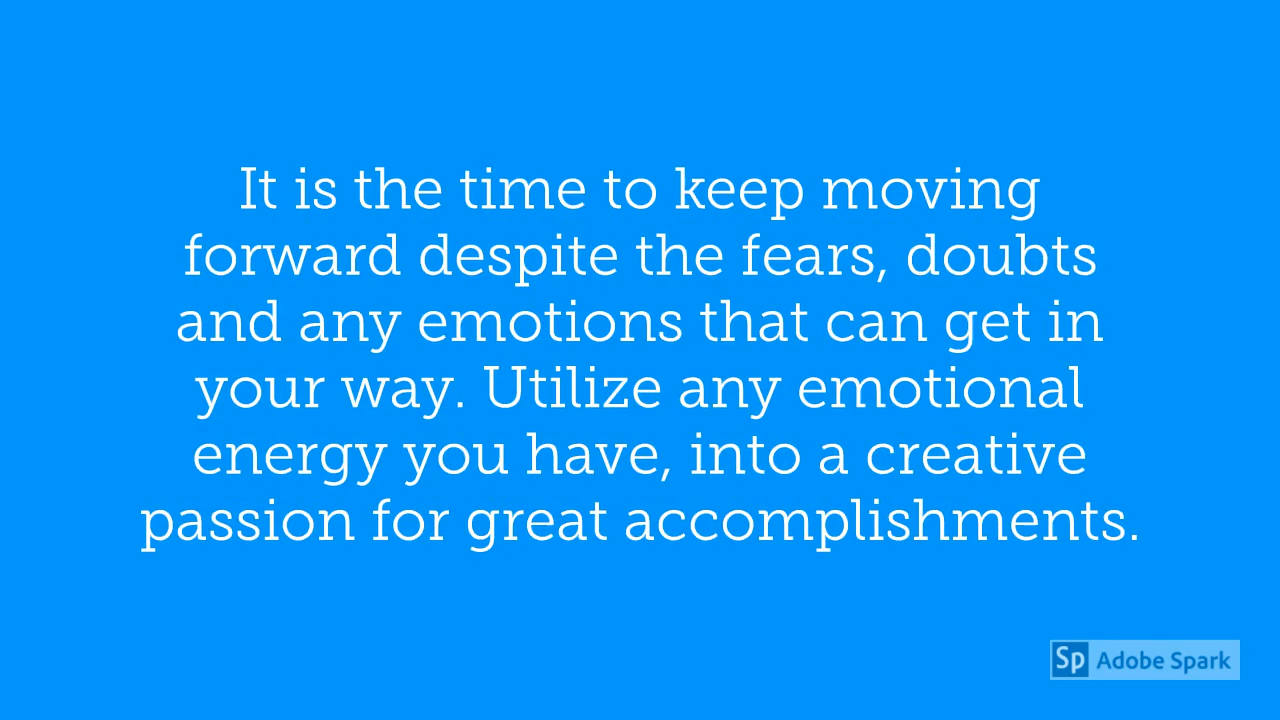 It is the time to keep moving
forward despite the fears, doubts
and any emotions that can get in
your way. Utilize any emotional
energy you have, into a creative
passion for great accomplishments.
Sp Adobe Spark